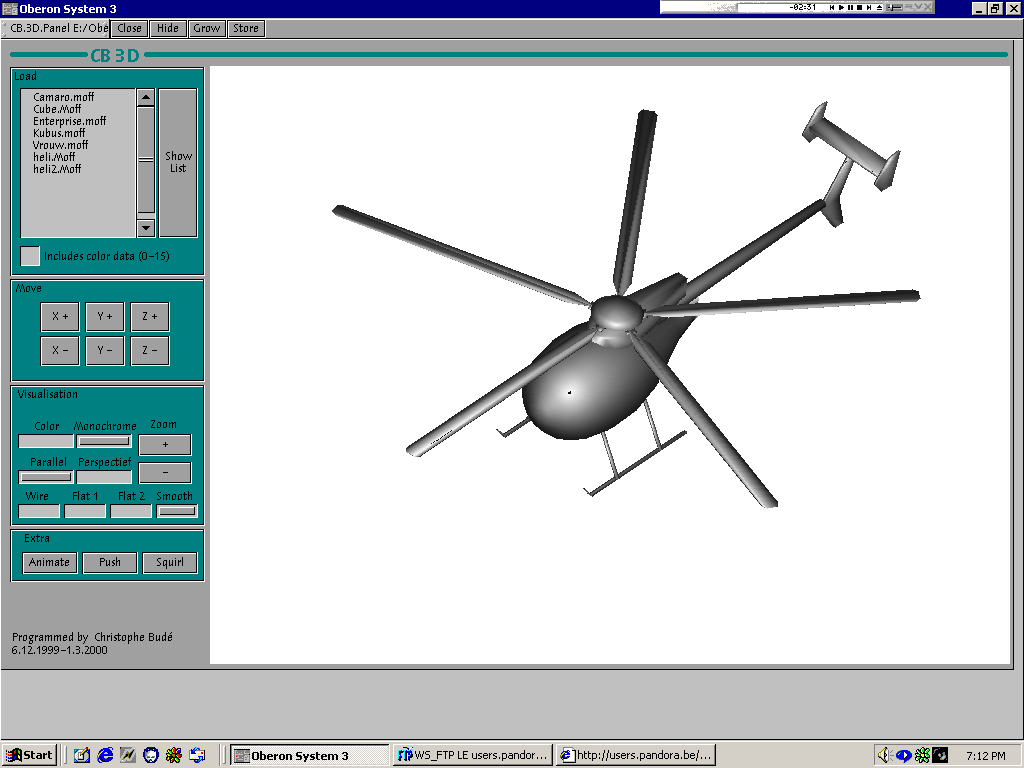 Oberon System 3
-02:31
CB.3D.Panel E:/Obé
Close
Hide
Grow
Store
CB 3D
Load
Camaro.moff
Cube.Moff
Enterprise.moff
Kubus.moff
Vrouw.moff
heli.Moff
heli2.Moff
Show
List
Includes color data (0-15)
Move
X + Y + Z +
X - Y - Z -
Visualisation
Color Monochrome Zoom
+
Parallel Perspectief
-
Wire Flat 1 Flat 2 Smooth
Extra
Animate Push Squirl
Programmed by Christophe Budé
6.12.1999-1.3.2000
Start
Oberon System 3
WS_FTP LE users.pandor...
http://users.pandora.be/...
7:12 PM